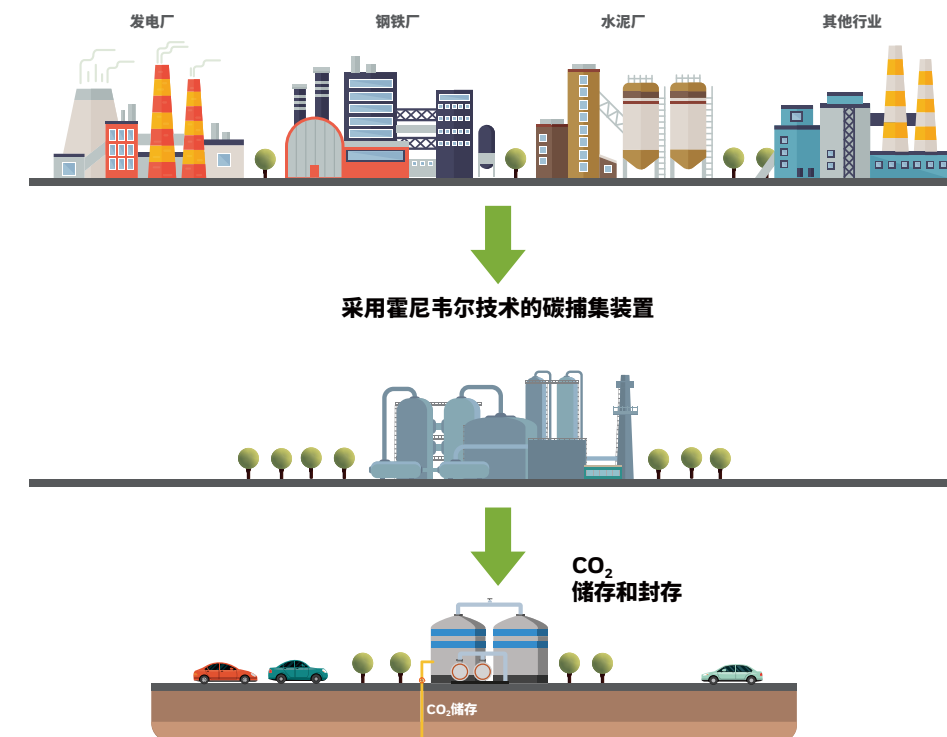 发电厂
钢铁厂
水泥厂
其他行业
采用霍尼韦尔技术的碳捕集装置
CO₂
储存和封存
CO₂储存